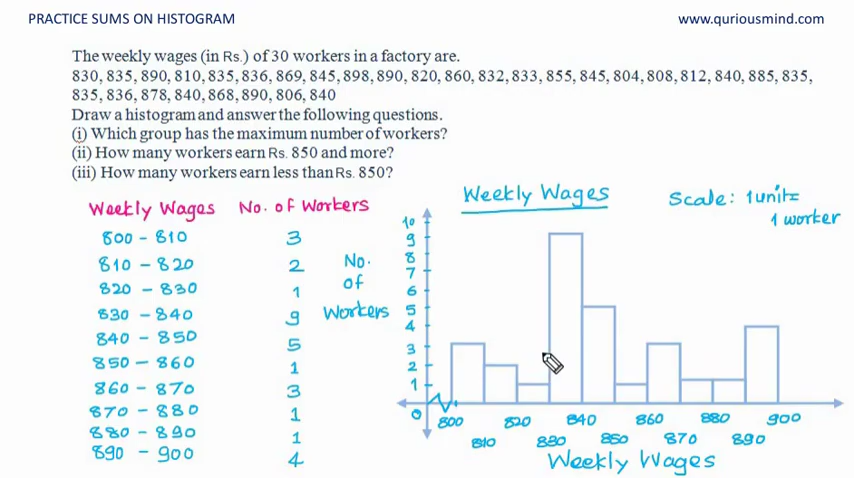 PRACTICE SUMS ON HISTOGRAM
www.quriousmind.com
The weekly wages (in Rs.) of 30 workers in a factory are.
830, 835, 890, 810, 835, 836, 869, 845, 898, 890, 820, 860, 832, 833, 855, 845, 804, 808, 812, 840, 885, 835,
835, 836, 878, 840, 868, 890, 806, 840
Draw a histogram and answer the following questions.
(i) Which group has the maximum number of workers?
(ii) How many workers earn Rs. 850 and more?
(iii) How many workers earn less than Rs. 850?
Weekly Wages No. of Workers
800 - 810 3
810 - 820 2
820 - 830 1
830 - 840 9
840 - 850 5
850 - 860 1
860 - 870 3
870 - 880 1
880 - 890 1
890 - 900 4
Weekly Wages
Scale: 1 unit =
1 worker
No.
of
Workers
10
9
8
7
6
5
4
3
2
1
0
800 820 840 860 880 900
810 830 850 870 890
Weekly Wages